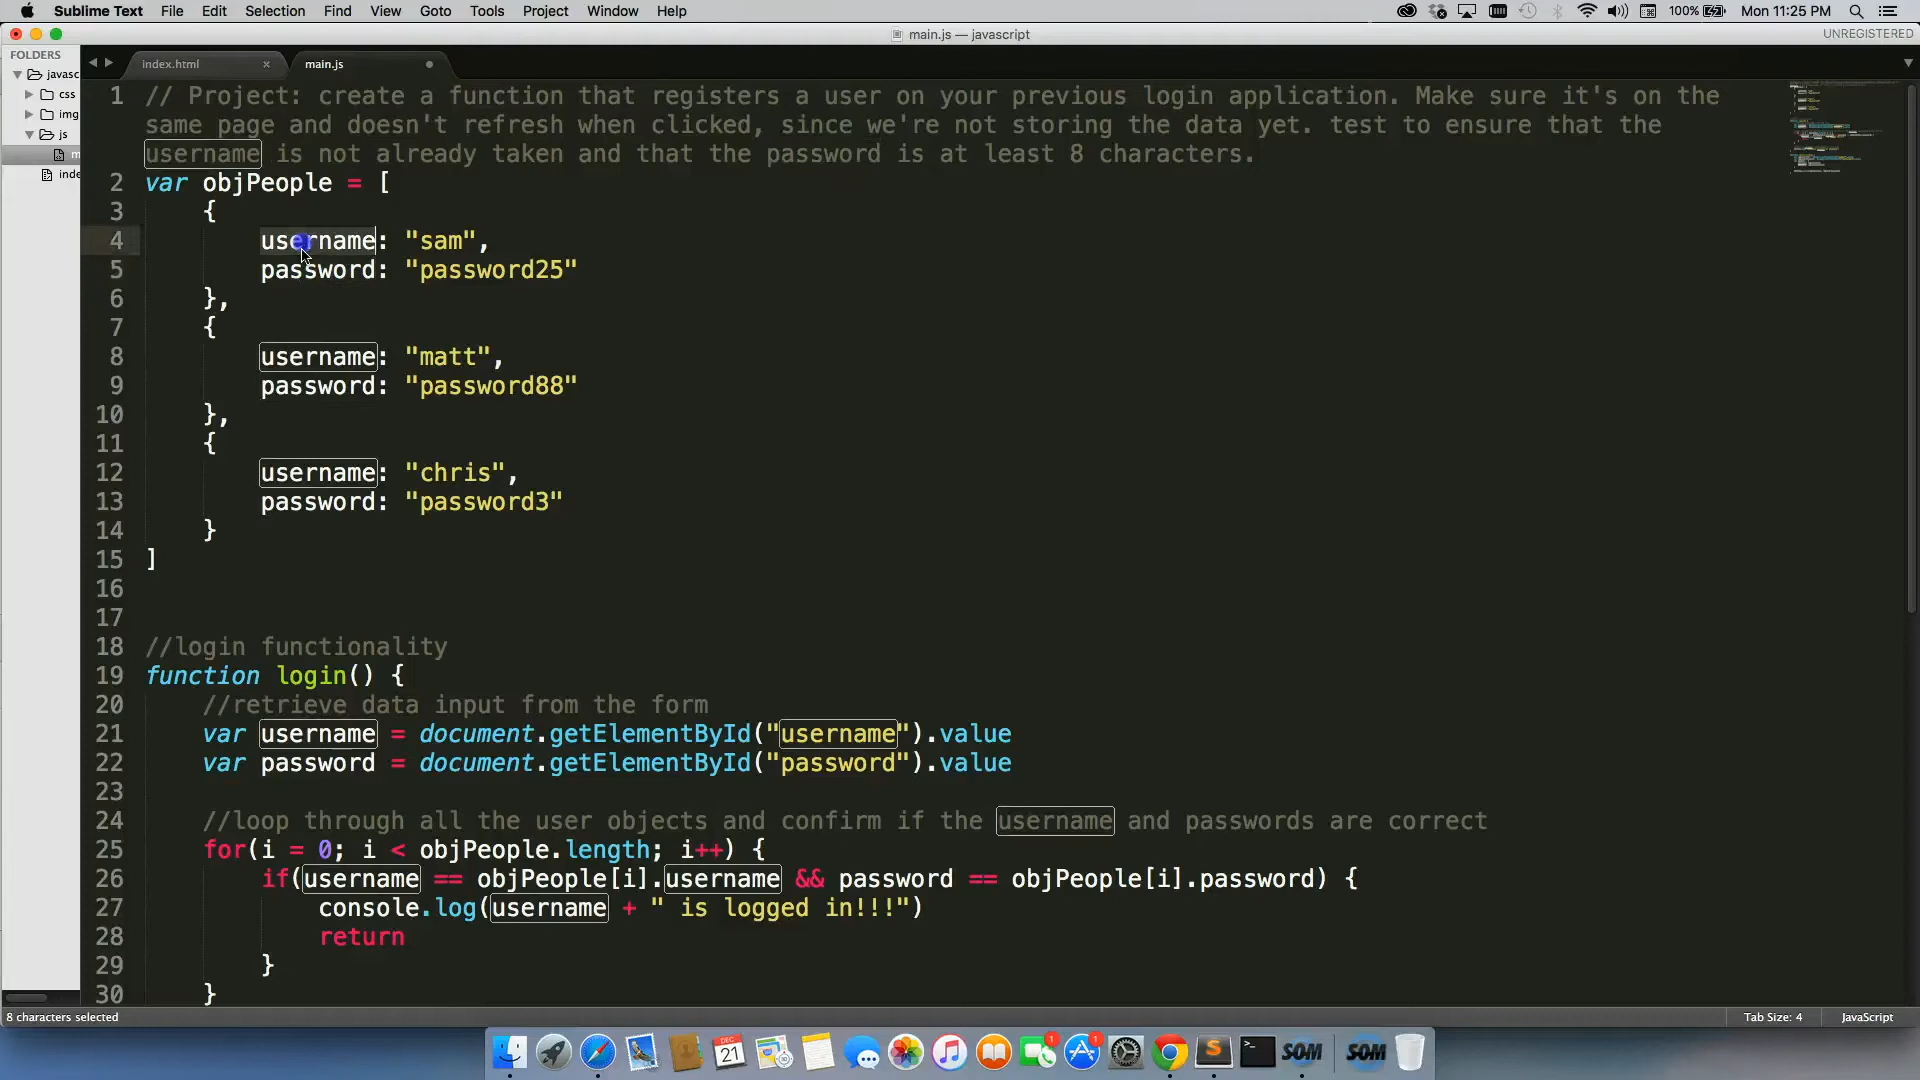 Sublime Text File Edit Selection Find View Goto Tools Project Window Help 100% Mon 11:25 PM
main.js — javascript UNREGISTERED
FOLDERS
javasc
css
img
js
m
inde
index.html × main.js
1 // Project: create a function that registers a user on your previous login application. Make sure it's on the
same page and doesn't refresh when clicked, since we're not storing the data yet. test to ensure that the
username is not already taken and that the password is at least 8 characters.
2 var objPeople = [
3 {
4 username: "sam",
5 password: "password25"
6 },
7 {
8 username: "matt",
9 password: "password88"
10 },
11 {
12 username: "chris",
13 password: "password3"
14 }
15 ]
16
17
18 //login functionality
19 function login() {
20 //retrieve data input from the form
21 var username = document.getElementById("username").value
22 var password = document.getElementById("password").value
23
24 //loop through all the user objects and confirm if the username and passwords are correct
25 for(i = 0; i < objPeople.length; i++) {
26 if(username == objPeople[i].username && password == objPeople[i].password) {
27 console.log(username + " is logged in!!!")
28 return
29 }
30 }
8 characters selected Tab Size: 4 JavaScript
DEC 21 1 1 S SOM SOM